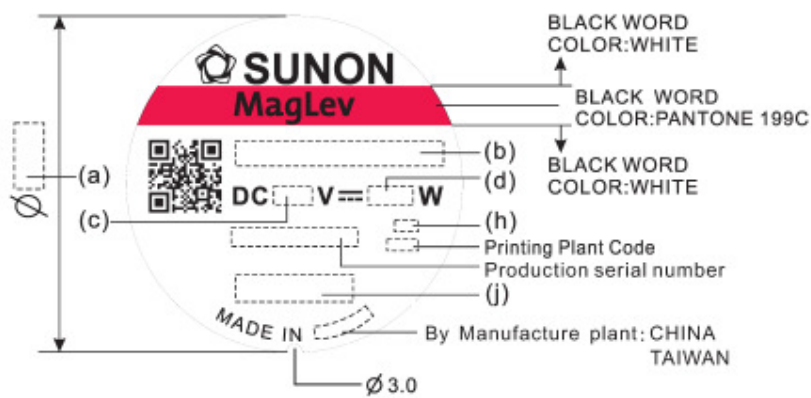 BLACK WORD
COLOR:WHITE
SUNON
MagLev
BLACK WORD
COLOR:PANTONE 199C
BLACK WORD
COLOR:WHITE
(a)
Ø
(b)
(d)
DC V W
(c)
(h)
Printing Plant Code
Production serial number
(j)
MADE IN
By Manufacture plant: CHINA
TAIWAN
Ø 3.0